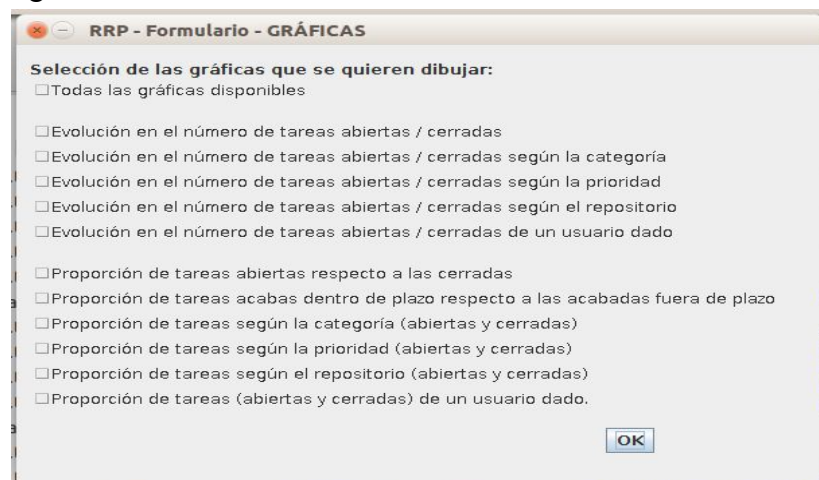 RRP - Formulario - GRÁFICAS
Selección de las gráficas que se quieren dibujar:
Todas las gráficas disponibles
Evolución en el número de tareas abiertas / cerradas
Evolución en el número de tareas abiertas / cerradas según la categoría
Evolución en el número de tareas abiertas / cerradas según la prioridad
Evolución en el número de tareas abiertas / cerradas según el repositorio
Evolución en el número de tareas abiertas / cerradas de un usuario dado
Proporción de tareas abiertas respecto a las cerradas
Proporción de tareas acabas dentro de plazo respecto a las acabadas fuera de plazo
Proporción de tareas según la categoría (abiertas y cerradas)
Proporción de tareas según la prioridad (abiertas y cerradas)
Proporción de tareas según el repositorio (abiertas y cerradas)
Proporción de tareas (abiertas y cerradas) de un usuario dado.
OK